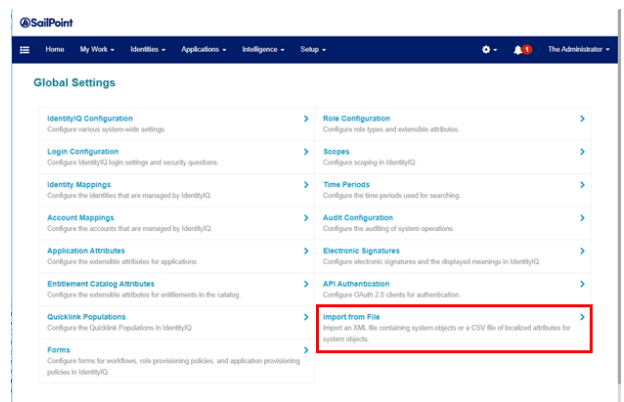 SailPoint
Home My Work Identities Applications Intelligence Setup 1 The Administrator
Global Settings
IdentityIQ Configuration
Configure various system-wide settings.
Login Configuration
Configure IdentityIQ login settings and security questions.
Identity Mappings
Configure the identities that are managed by IdentityIQ.
Account Mappings
Configure the accounts that are managed by IdentityIQ.
Application Attributes
Configure the extensible attributes for applications.
Entitlement Catalog Attributes
Configure the extensible attributes for entitlements in the catalog.
Quicklink Populations
Configure the Quicklink Populations in IdentityIQ
Forms
Configure forms for workflows, role provisioning policies, and application provisioning
policies in IdentityIQ.
Role Configuration
Configure role types and extensible attributes.
Scopes
Configure scoping in IdentityIQ.
Time Periods
Configure the time periods used for searching.
Audit Configuration
Configure the auditing of system operations.
Electronic Signatures
Configure electronic signatures and the displayed meanings in IdentityIQ.
API Authentication
Configure OAuth 2.0 clients for authentication.
Import from File
Import an XML file containing system objects or a CSV file of localized attributes for
system objects.